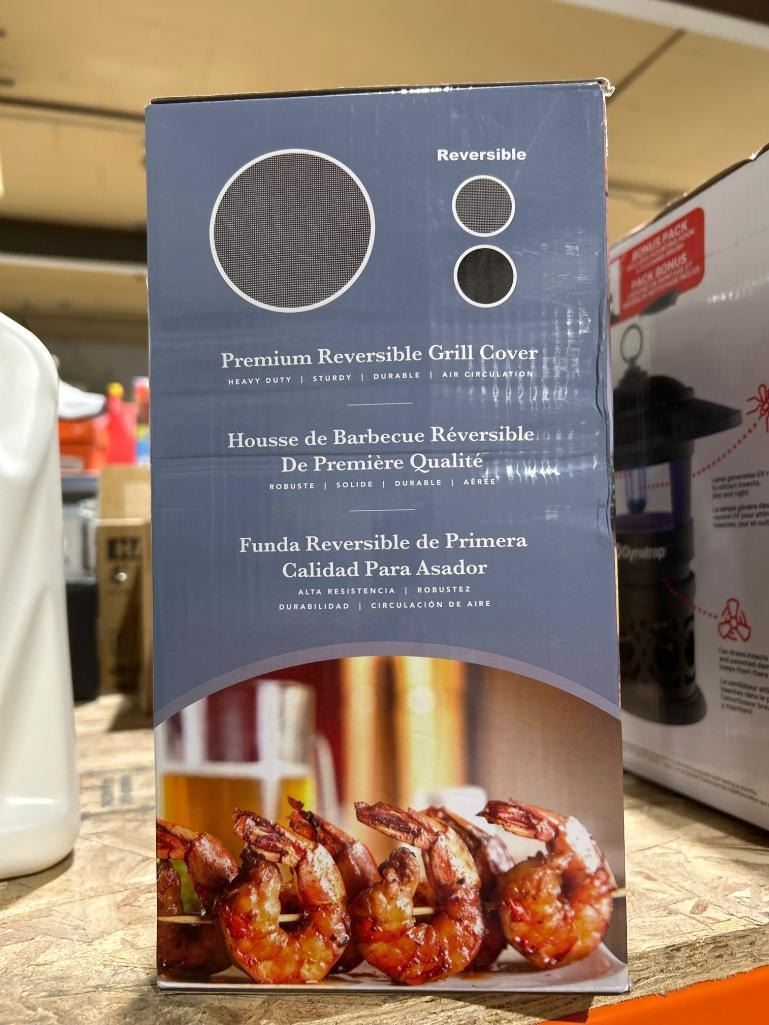 Reversible
Premium Reversible Grill Cover
HEAVY DUTY | STURDY | DURABLE | AIR CIRCULATION
Housse de Barbecue Réversible
De Première Qualité
ROBUSTE | SOLIDE | DURABLE | AÉRÉE
Funda Reversible de Primera
Calidad Para Asador
ALTA RESISTENCIA | ROBUSTEZ
DURABILIDAD | CIRCULACIÓN DE AIRE
BONUS PACK
PACK BONUS
Dynatrap